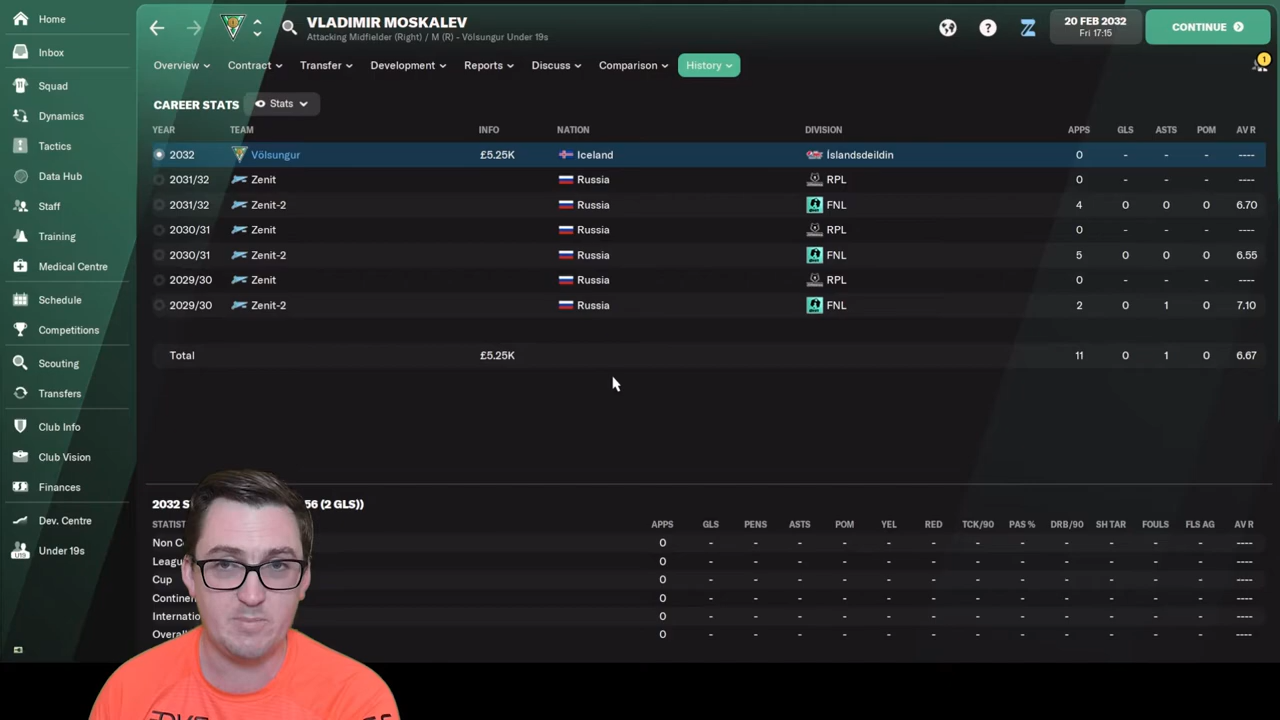 Home
Inbox
Squad
Dynamics
Tactics
Data Hub
Staff
Training
Medical Centre
Schedule
Competitions
Scouting
Transfers
Club Info
Club Vision
Finances
Dev. Centre
Under 19s
VLADIMIR MOSKALEV
Attacking Midfielder (Right) / M (R) - Völsungur Under 19s
20 FEB 2032
Fri 17:15
CONTINUE
Overview Contract Transfer Development Reports Discuss Comparison History 1
CAREER STATS Stats
YEAR TEAM INFO NATION DIVISION APPS GLS ASTS POM AV R
2032 Völsungur £5.25K Iceland Íslandsdeildin 0 - - - ----
2031/32 Zenit Russia RPL 0 - - - ----
2031/32 Zenit-2 Russia FNL 4 0 0 0 6.70
2030/31 Zenit Russia RPL 0 - - - ----
2030/31 Zenit-2 Russia FNL 5 0 0 0 6.55
2029/30 Zenit Russia RPL 0 - - - ----
2029/30 Zenit-2 Russia FNL 2 0 1 0 7.10
Total £5.25K 11 0 1 0 6.67
2032 S 56 (2 GLS))
STATIST APPS GLS PENS ASTS POM YEL RED TCK/90 PAS % DRB/90 SH TAR FOULS FLS AG AV R
Non C 0 - - - - - - - - - - - - ----
Leagu 0 - - - - - - - - - - - - ----
Cup 0 - - - - - - - - - - - - ----
Continen 0 - - - - - - - - - - - - ----
Internatio 0 - - - - - - - - - - - - ----
Overa 0 - - - - - - - - - - - - ----